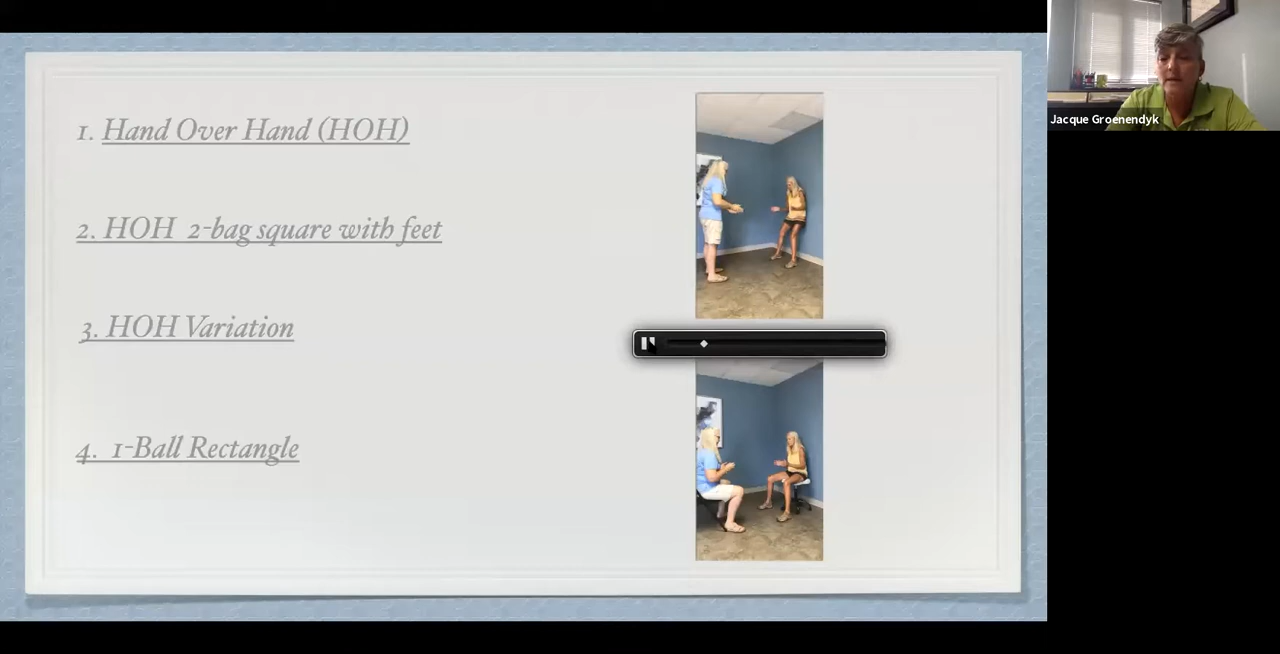 1. Hand Over Hand (HOH)
2. HOH 2-bag square with feet
3. HOH Variation
4. 1-Ball Rectangle
Jacque Groenendyk